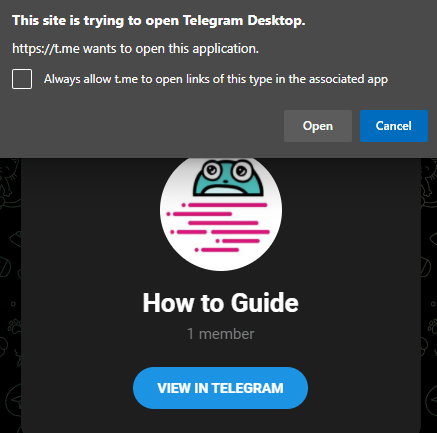 This site is trying to open Telegram Desktop.
https://t.me wants to open this application.
Always allow t.me to open links of this type in the associated app
Open Cancel
How to Guide
1 member
VIEW IN TELEGRAM